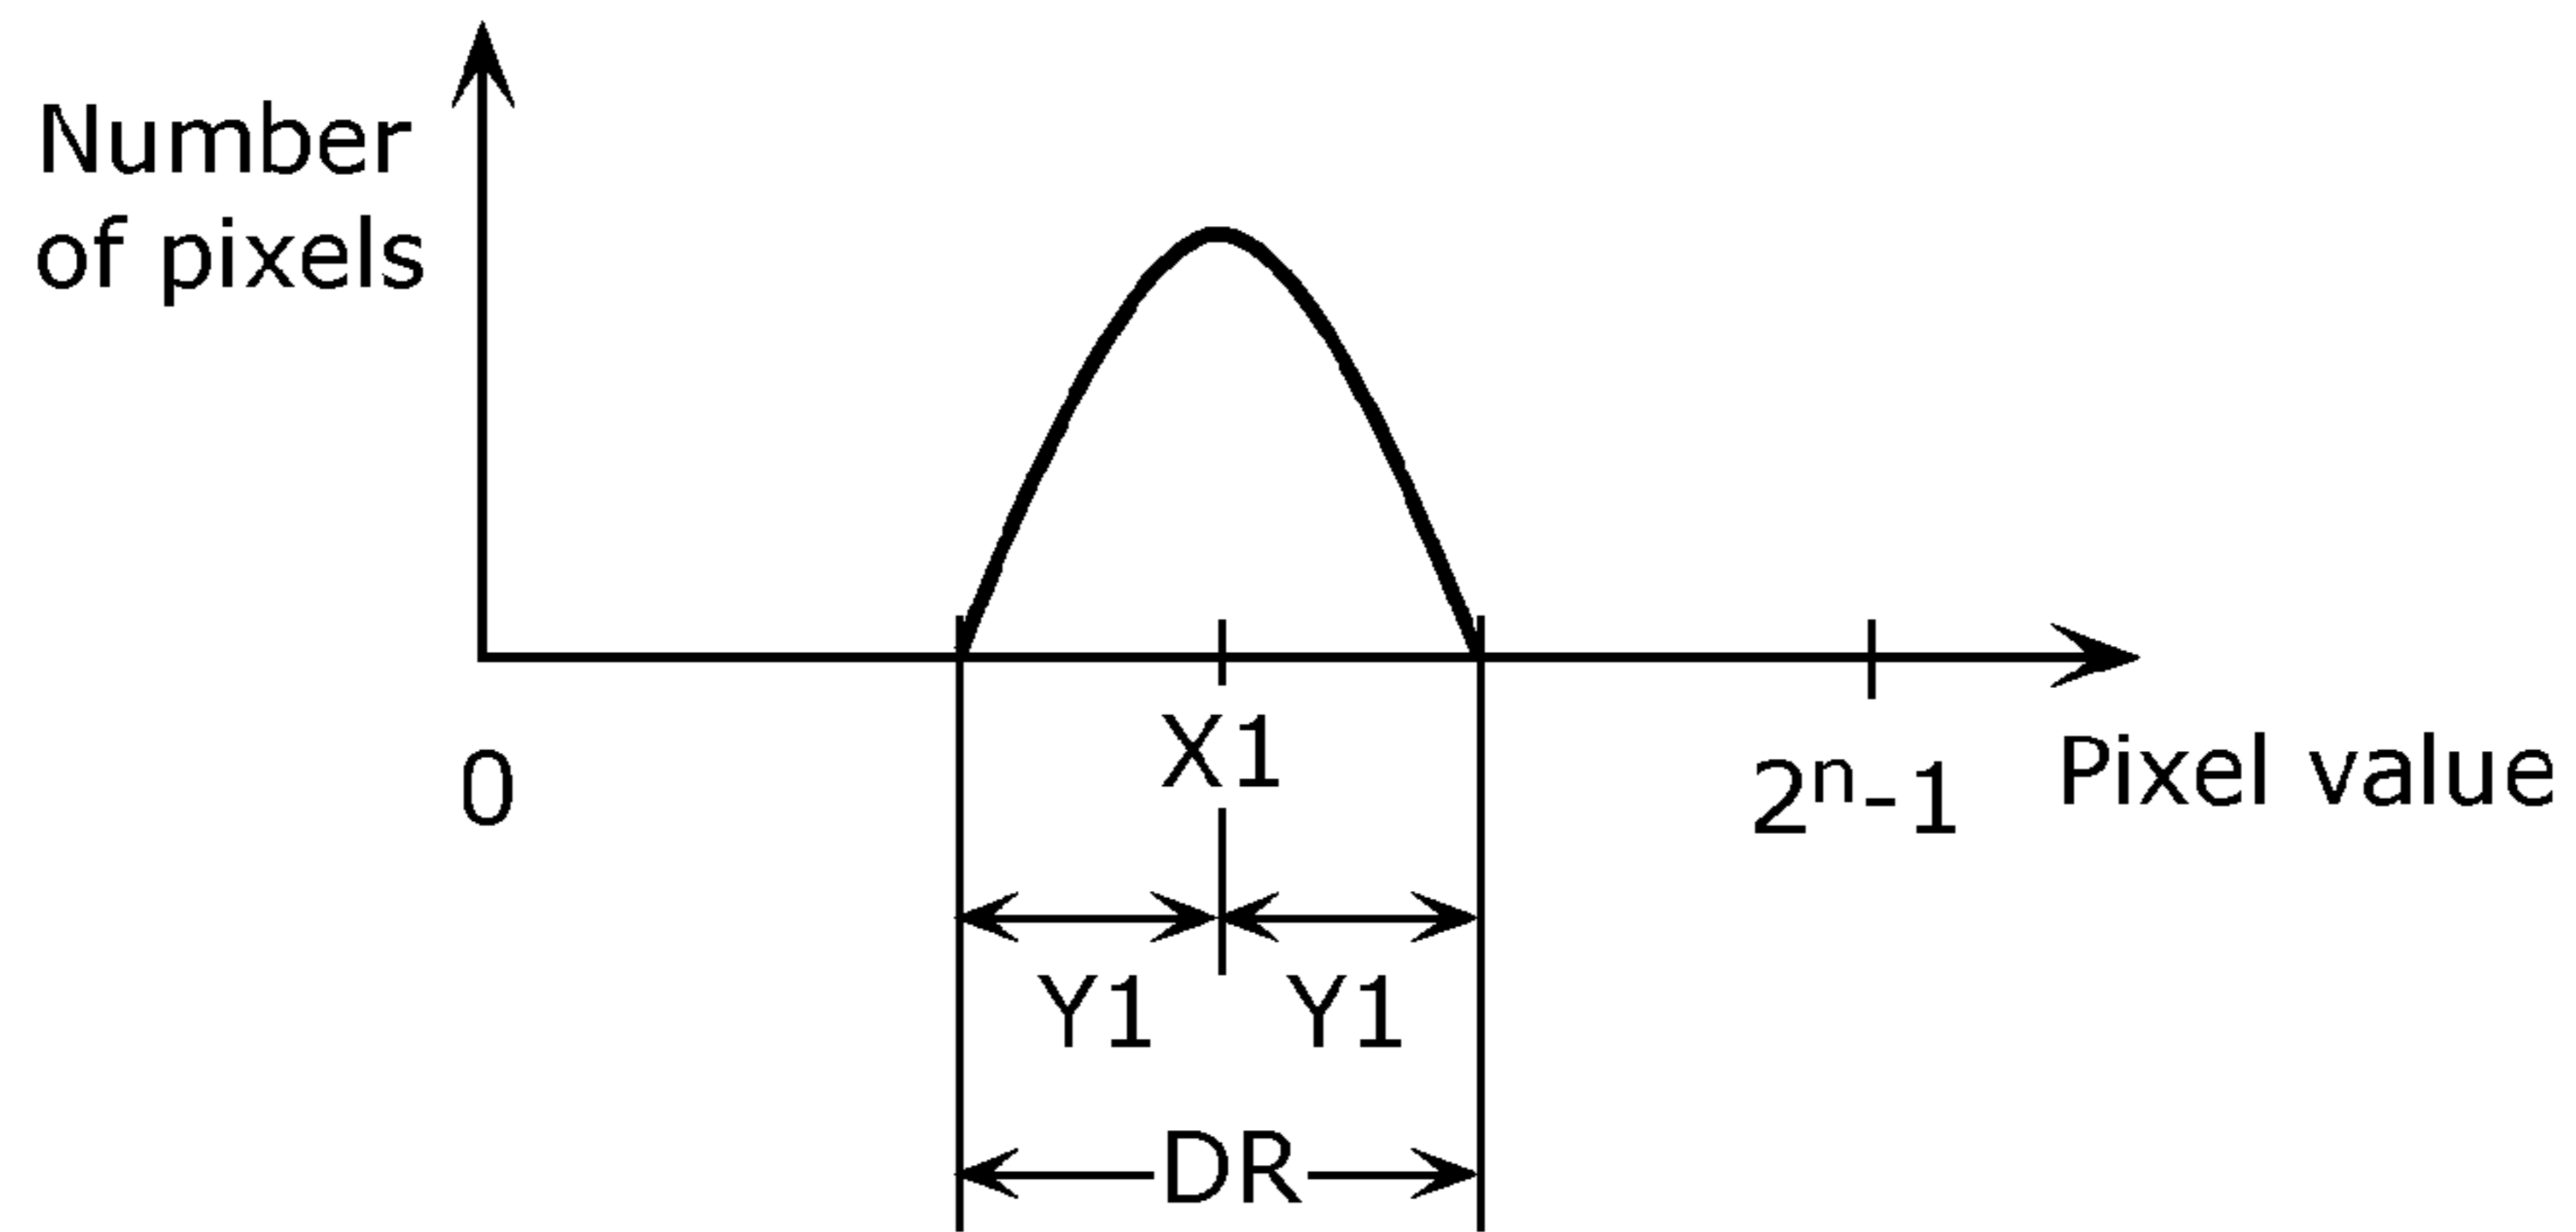 Number
of pixels
0
X1
2ⁿ-1
Pixel value
Y1
Y1
DR